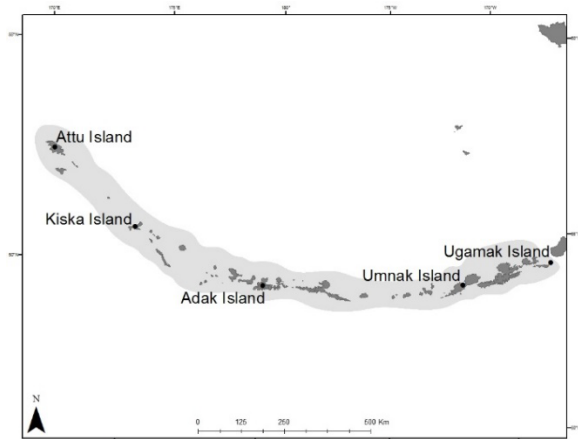 Attu Island
Kiska Island
Ugamak Island
Umnak Island
Adak Island
N
0 125 250 500 Km